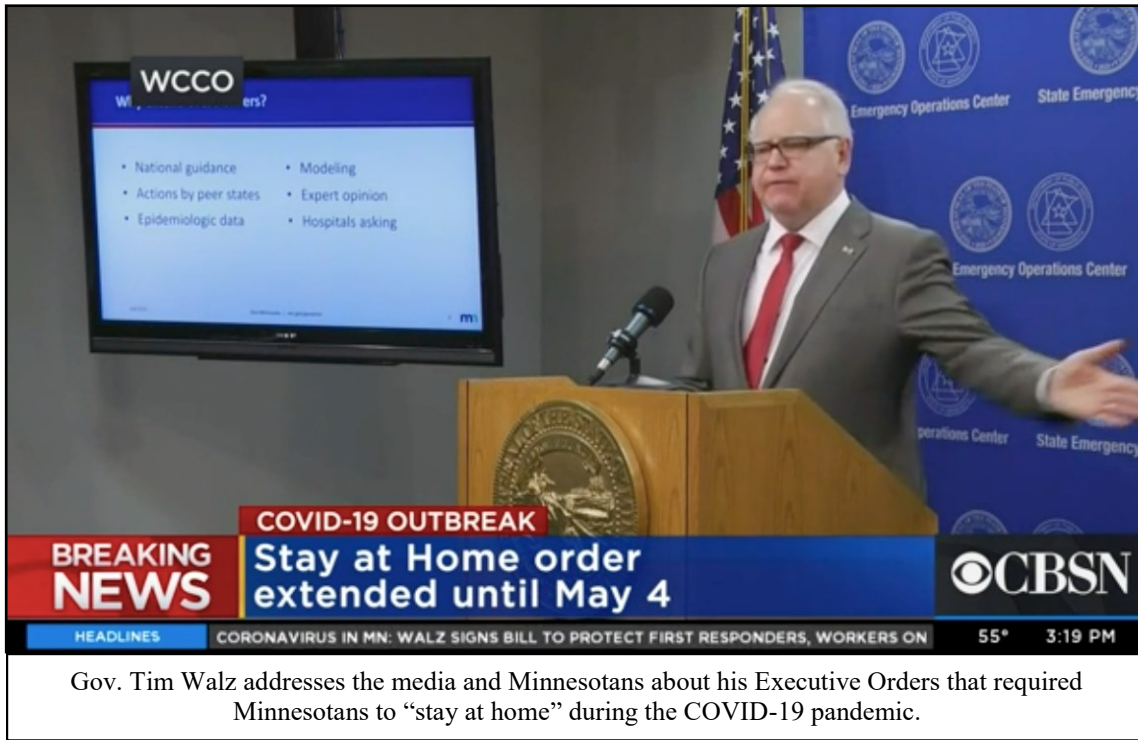 WCCO
ers?
• National guidance
• Actions by peer states
• Epidemiologic data
• Modeling
• Expert opinion
• Hospitals asking
mn
Emergency Operations Center
State Emergency
Emergency Operations Center
perations Center
State Emergency
COVID-19 OUTBREAK
BREAKING
NEWS
Stay at Home order
extended until May 4
CBSN
HEADLINES
CORONAVIRUS IN MN: WALZ SIGNS BILL TO PROTECT FIRST RESPONDERS, WORKERS ON
55° 3:19 PM
Gov. Tim Walz addresses the media and Minnesotans about his Executive Orders that required
Minnesotans to “stay at home” during the COVID-19 pandemic.